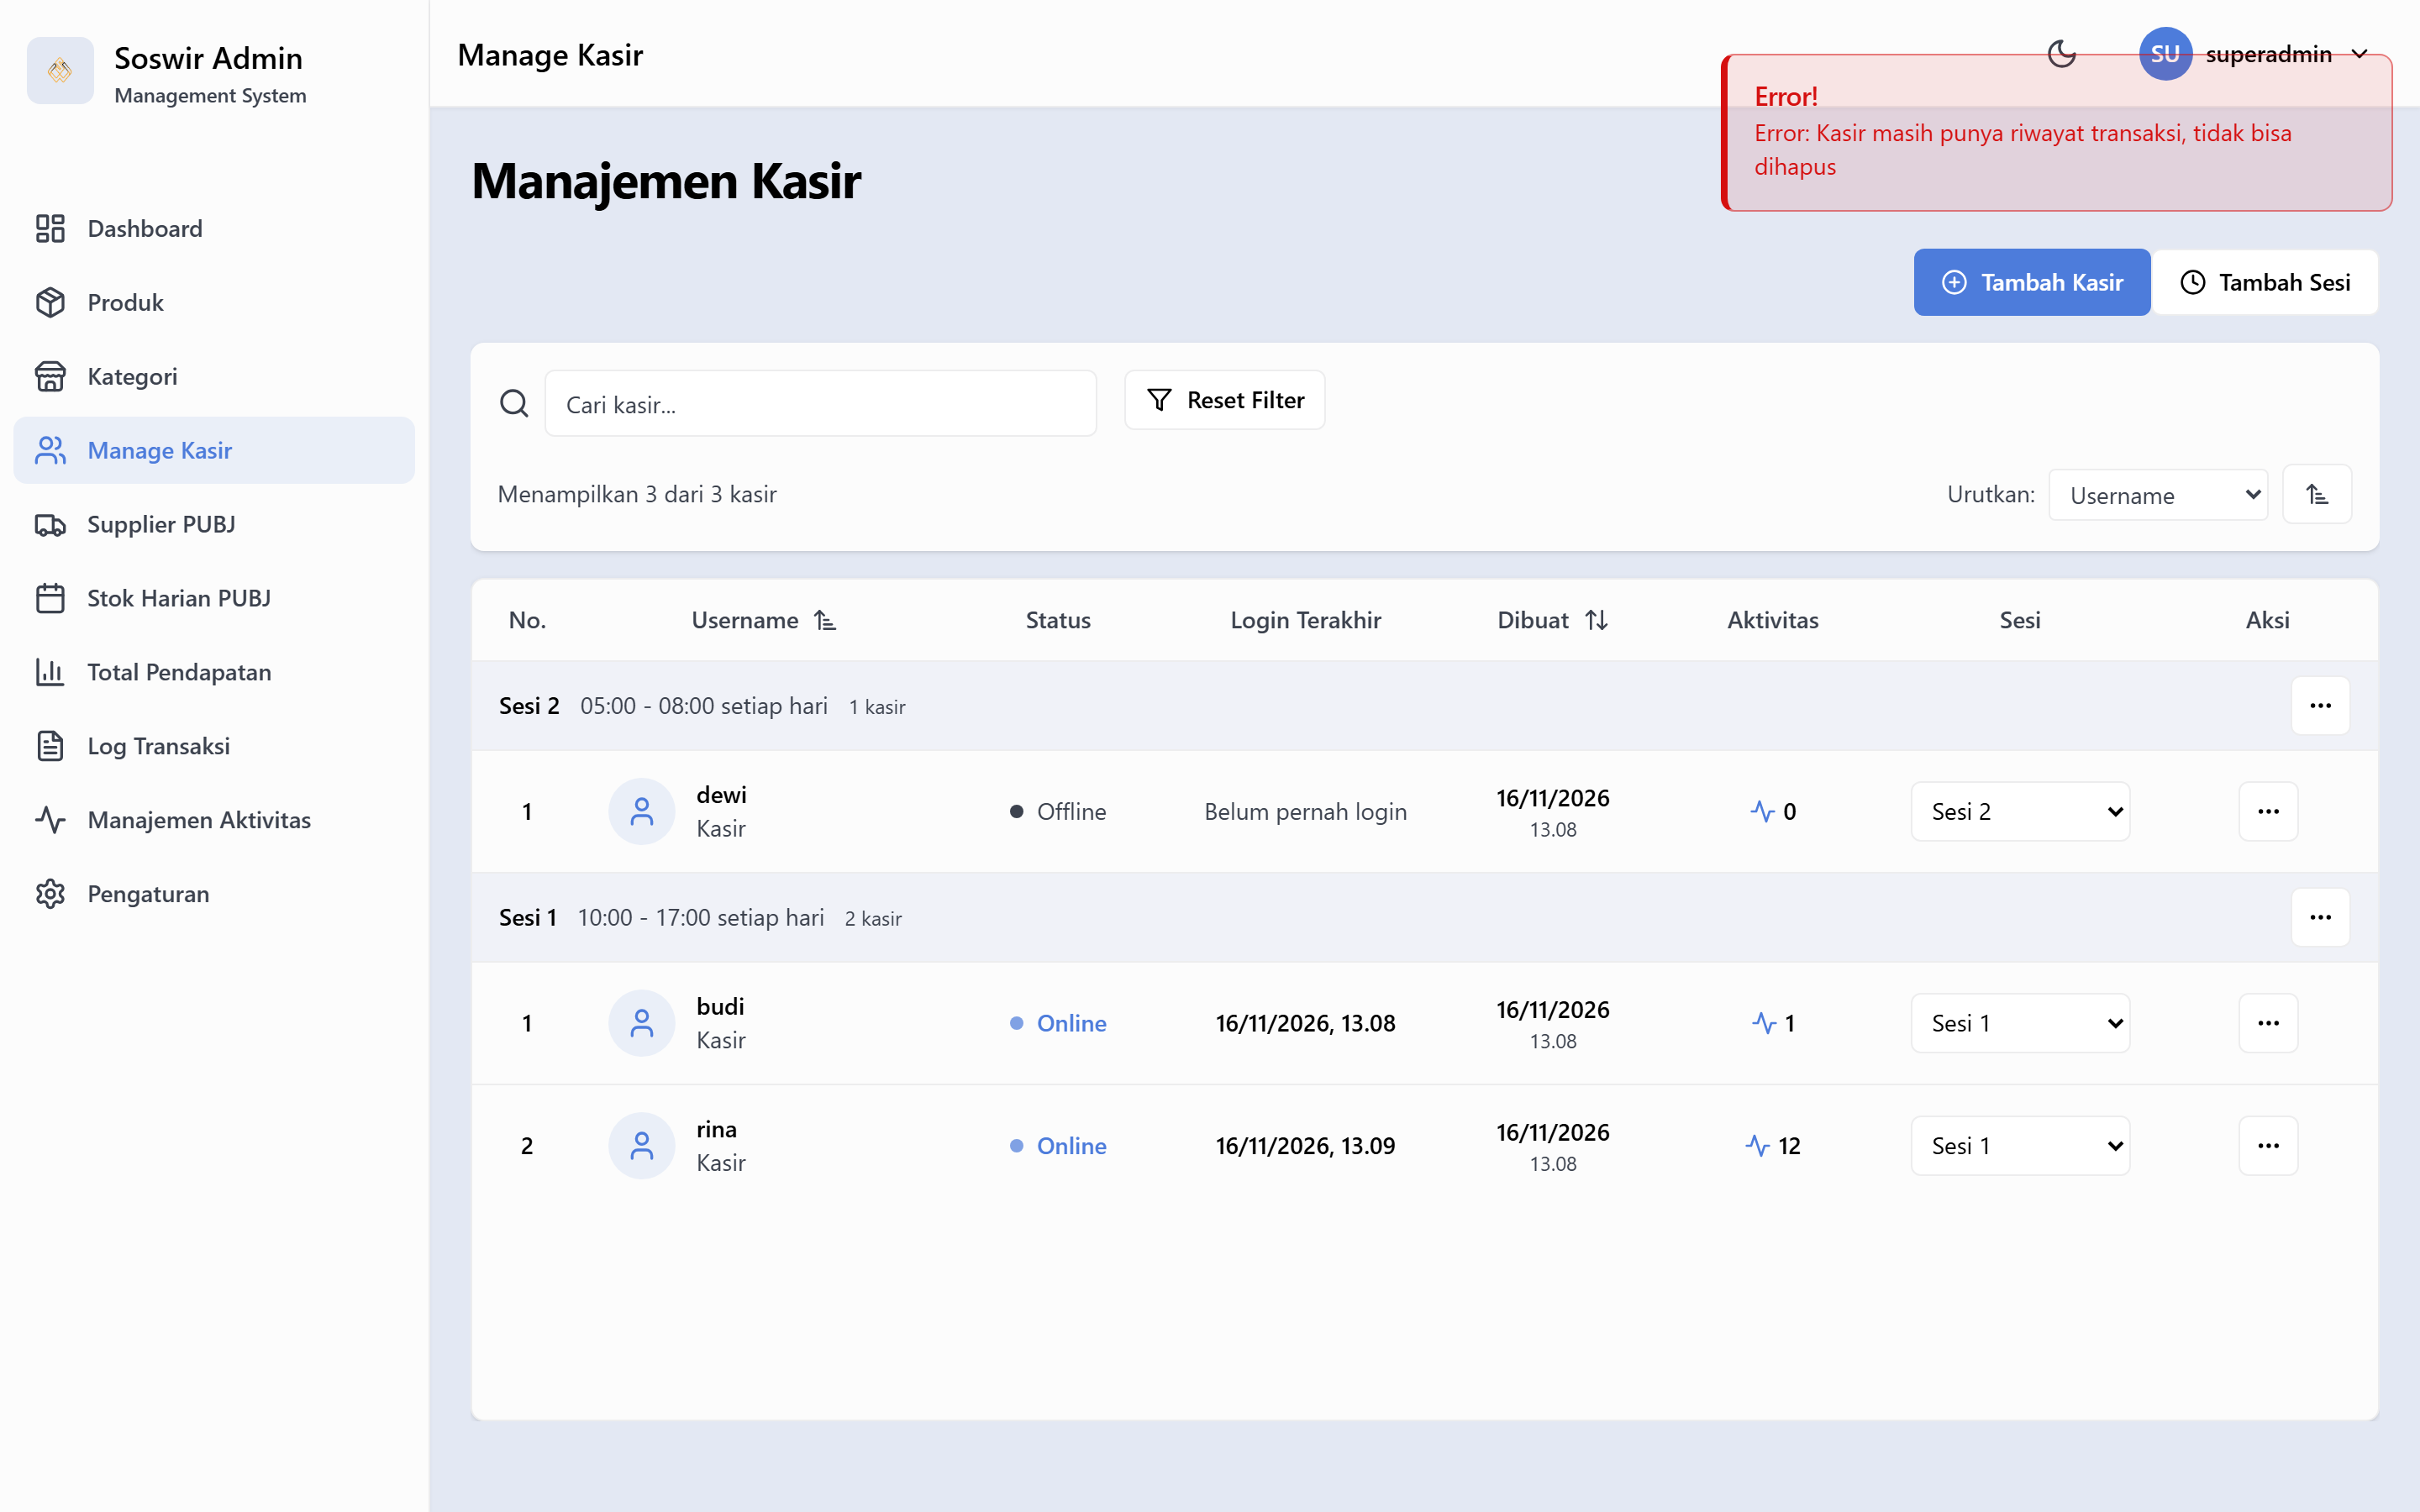 Soswir Admin
Management System
Dashboard
Produk
Kategori
Manage Kasir
Supplier PUBJ
Stok Harian PUBJ
Total Pendapatan
Log Transaksi
Manajemen Aktivitas
Pengaturan
Manage Kasir
SU superadmin
Error!
Error: Kasir masih punya riwayat transaksi, tidak bisa
dihapus
Manajemen Kasir
Tambah Kasir Tambah Sesi
Cari kasir... Reset Filter
Menampilkan 3 dari 3 kasir Urutkan: Username
No. Username Status Login Terakhir Dibuat Aktivitas Sesi Aksi
Sesi 2 05:00 - 08:00 setiap hari 1 kasir
1 dewi Offline Belum pernah login 16/11/2026 0 Sesi 2
Kasir 13.08
Sesi 1 10:00 - 17:00 setiap hari 2 kasir
1 budi Online 16/11/2026, 13.08 16/11/2026 1 Sesi 1
Kasir 13.08
2 rina Online 16/11/2026, 13.09 16/11/2026 12 Sesi 1
Kasir 13.08